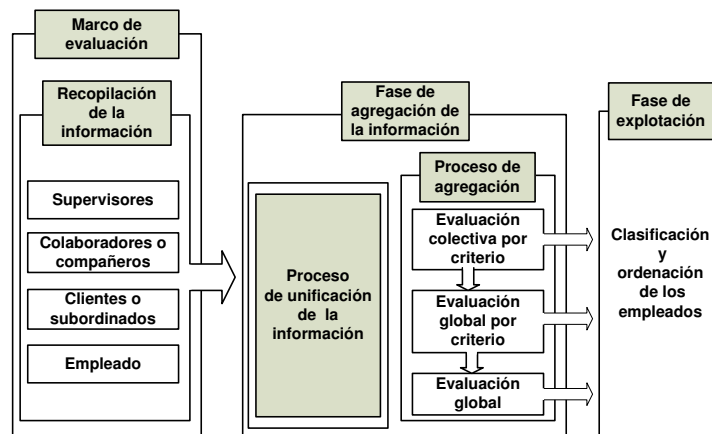 Marco de
evaluación
Recopilación
de la
información
Supervisores
Colaboradores o
compañeros
Clientes o
subordinados
Empleado
Fase de
agregación de
la información
Proceso
de unificación
de la
información
Proceso de
agregación
Evaluación
colectiva por
criterio
Evaluación
global por
criterio
Evaluación
global
Fase de
explotación
Clasificación
y
ordenación
de los
empleados